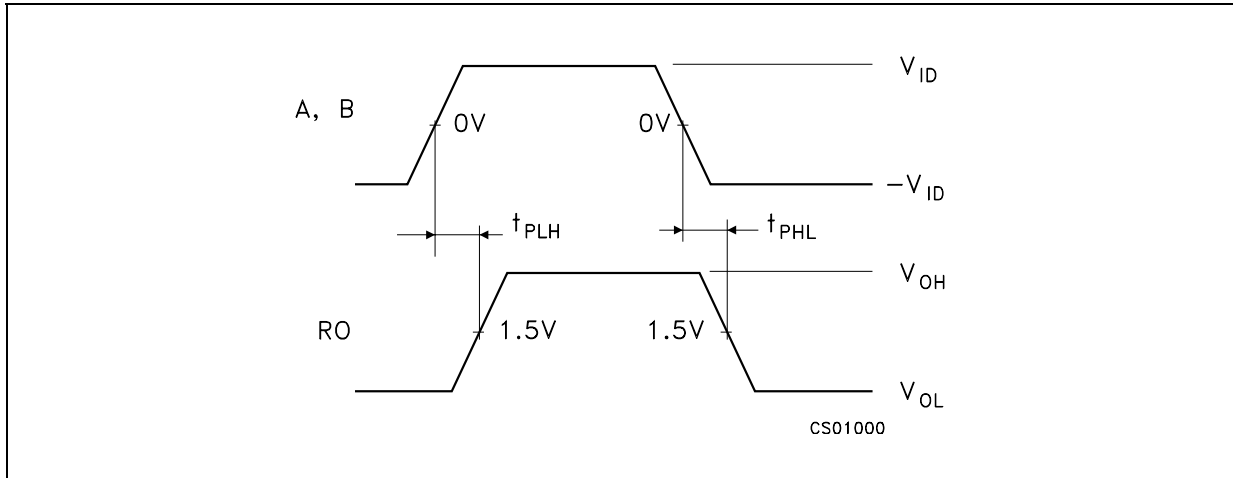 V_ID
A, B
0V 0V
-V_ID
t_PLH t_PHL
V_OH
RO 1.5V 1.5V
V_OL
CS01000